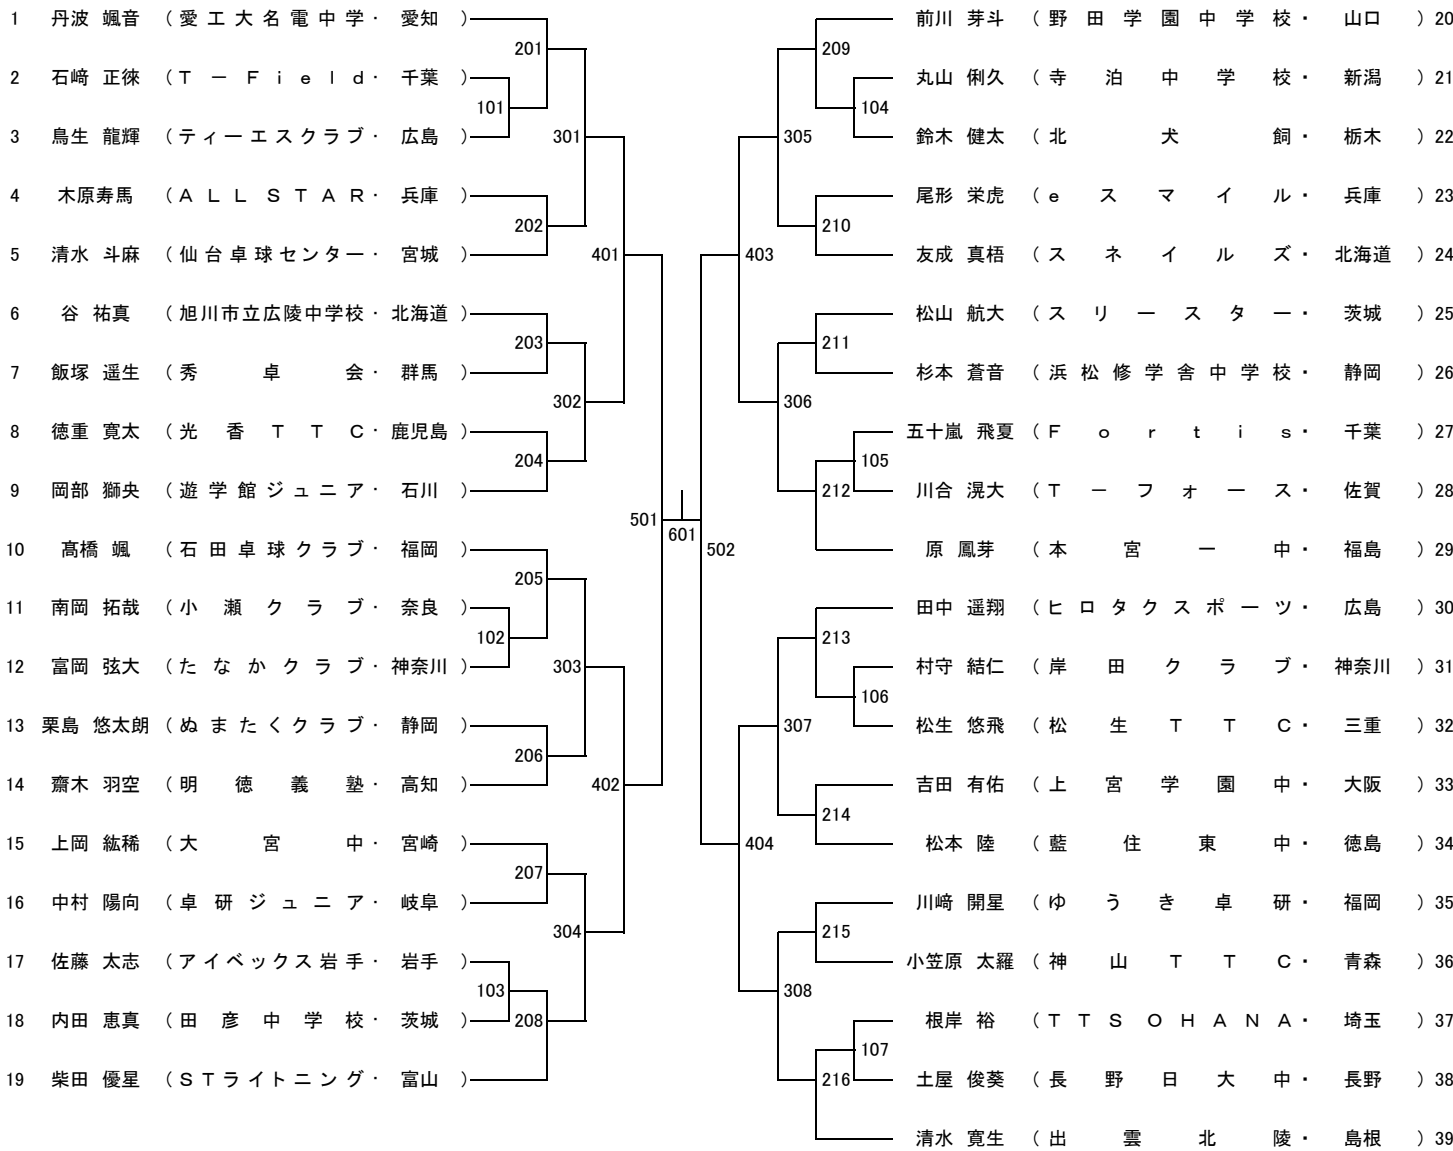 1 丹波 颯音 （愛工大名電中学・ 愛知 ）
201
2 石﨑 正徠 （Ｔ－Ｆｉｅｌｄ・ 千葉 ）
101
3 鳥生 龍輝 （ティーエスクラブ・ 広島 ）
301
4 木原寿馬 （ＡＬＬ ＳＴＡＲ・ 兵庫 ）
202
5 清水 斗麻 （仙台卓球センター・ 宮城 ）
401
6 谷 祐真 （旭川市立広陵中学校・ 北海道 ）
203
7 飯塚 遥生 （秀卓会・ 群馬 ）
302
8 徳重 寛太 （光香ＴＴＣ・ 鹿児島 ）
204
9 岡部 獅央 （遊学館ジュニア・ 石川 ）
501
10 髙橋 颯 （石田卓球クラブ・ 福岡 ）
205
11 南岡 拓哉 （小瀬クラブ・ 奈良 ）
102
12 富岡 弦大 （たなかクラブ・ 神奈川 ）
303
13 栗島 悠太朗 （ぬまたくクラブ・ 静岡 ）
206
14 齋木 羽空 （明徳義塾・ 高知 ）
402
15 上岡 紘稀 （大宮中・ 宮崎 ）
207
16 中村 陽向 （卓研ジュニア・ 岐阜 ）
304
17 佐藤 太志 （アイベックス岩手・ 岩手 ）
103
18 内田 恵真 （田彦中学校・ 茨城 ）
208
19 柴田 優星 （ＳＴライトニング・ 富山 ）
601
前川 芽斗 （野田学園中学校・ 山口 ）20
209
丸山 俐久 （寺泊中学校・ 新潟 ）21
104
鈴木 健太 （北犬飼・ 栃木 ）22
305
尾形 栄虎 （ｅスマイル・ 兵庫 ）23
210
友成 真梧 （スネイルズ・ 北海道 ）24
403
松山 航大 （スリースター・ 茨城 ）25
211
杉本 蒼音 （浜松修学舎中学校・ 静岡 ）26
306
五十嵐 飛夏 （Ｆｏｒｔｉｓ・ 千葉 ）27
105
川合 滉大 （Ｔ－フォース・ 佐賀 ）28
212
原 鳳芽 （本宮一中・ 福島 ）29
502
田中 遥翔 （ヒロタクスポーツ・ 広島 ）30
213
村守 結仁 （岸田クラブ・ 神奈川 ）31
106
松生 悠飛 （松生ＴＴＣ・ 三重 ）32
307
吉田 有佑 （上宮学園中・ 大阪 ）33
214
松本 陸 （藍住東中・ 徳島 ）34
404
川﨑 開星 （ゆうき卓研・ 福岡 ）35
215
小笠原 太羅 （神山ＴＴＣ・ 青森 ）36
308
根岸 裕 （ＴＴＳ ＯＨＡＮＡ・ 埼玉 ）37
107
土屋 俊葵 （長野日大中・ 長野 ）38
216
清水 寛生 （出雲北陵・ 島根 ）39